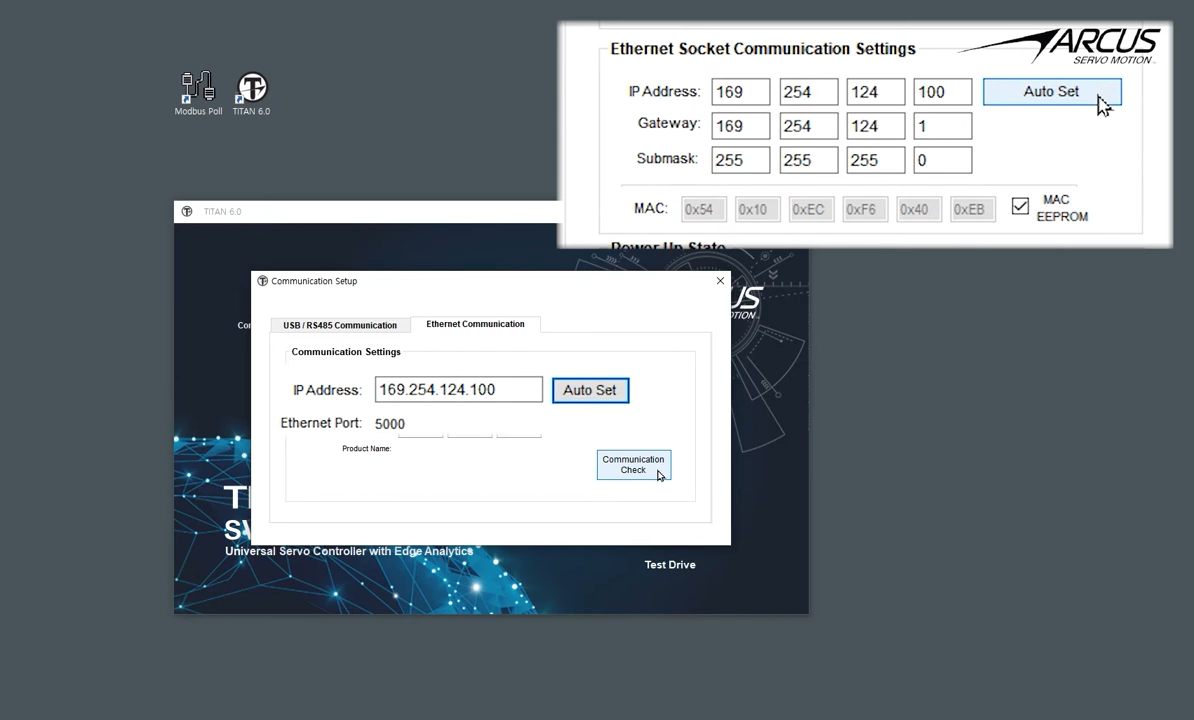 Modbus Poll
TITAN 6.0
Ethernet Socket Communication Settings
ARCUS
SERVO MOTION
IP Address: 169 254 124 100 Auto Set
Gateway: 169 254 124 1
Submask: 255 255 255 0
MAC: 0x54 0x10 0xEC 0xF6 0x40 0xEB MAC EEPROM
Power Up State
TITAN 6.0
Communication Setup
USB / RS485 Communication
Ethernet Communication
Communication Settings
IP Address: 169.254.124.100 Auto Set
Ethernet Port: 5000
Product Name:
Communication
Check
Universal Servo Controller with Edge Analytics
Test Drive